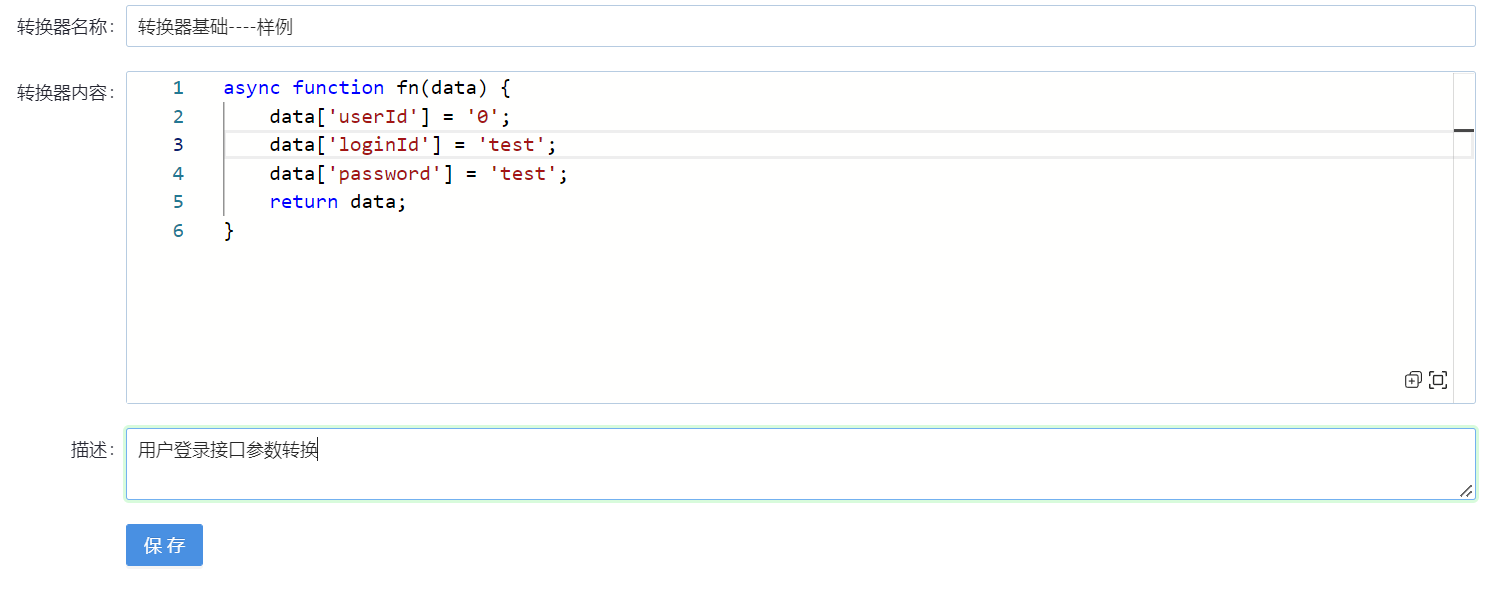 转换器名称： 转换器基础----样例
转换器内容：
1 async function fn(data) {
2     data['userId'] = '0';
3     data['loginId'] = 'test';
4     data['password'] = 'test';
5     return data;
6 }
描述： 用户登录接口参数转换
保 存